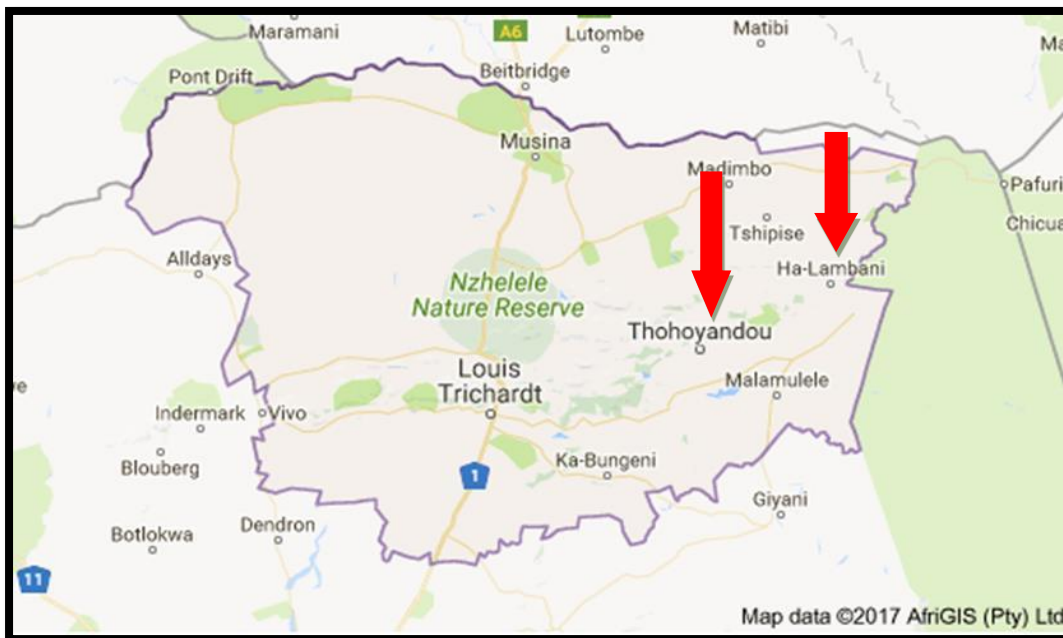 A6
Maramani
Lutombe
Matibi
Ma
Pont Drift
Beitbridge
Musina
Madimbo
Pafuri
Tshipise
Chicua
Alldays
Ha-Lambani
Nzhelele
Nature Reserve
Thohoyandou
Louis
Trichardt
we
Malamulele
Indermark
Vivo
Blouberg
Ka-Bungeni
1
Giyani
Botlokwa
Dendron
11
Map data ©2017 AfriGIS (Pty) Ltd